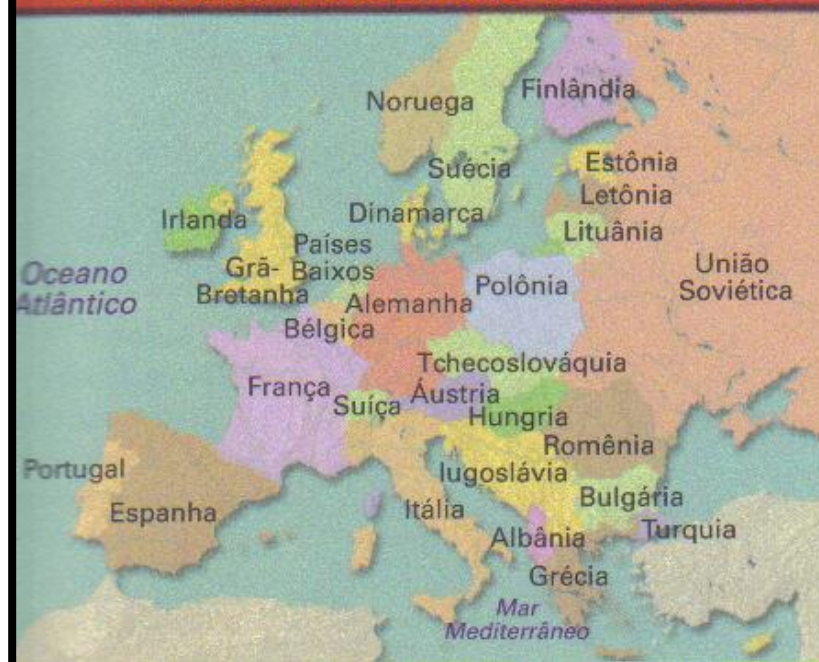 Noruega
Finlândia
Suécia
Estônia
Letônia
Lituânia
Dinamarca
Irlanda
Países
Baixos
Grã-
Bretanha
Oceano
Atlântico
Alemanha
Polônia
União
Soviética
Bélgica
Tchecoslováquia
França
Suíça
Áustria
Hungria
Romênia
Iugoslávia
Portugal
Espanha
Itália
Bulgária
Albânia
Turquia
Grécia
Mar
Mediterrâneo